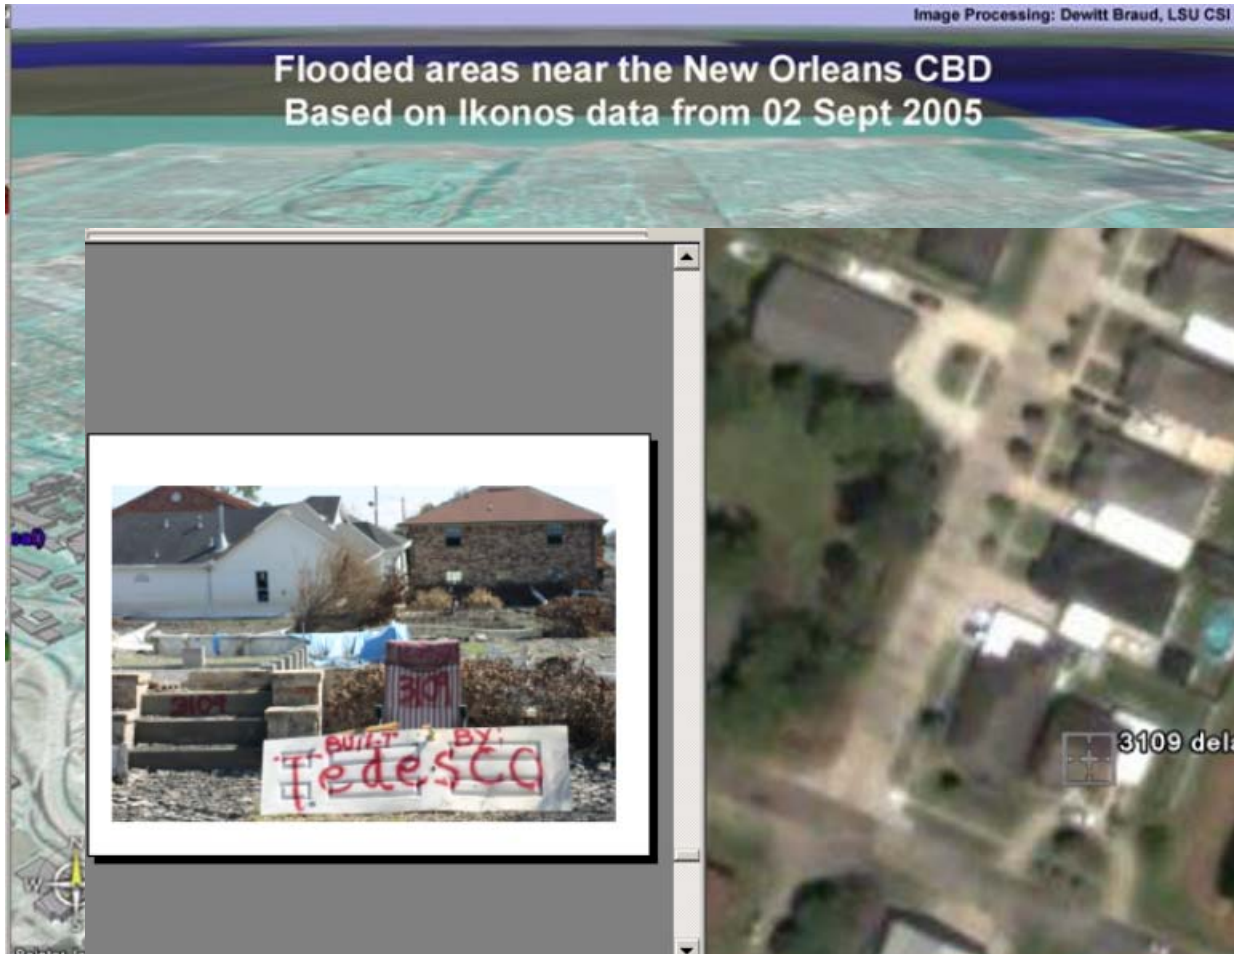 Image Processing: Dewitt Braud, LSU CSI
Flooded areas near the New Orleans CBD
Based on Ikonos data from 02 Sept 2005
3109
3109
BUILT BY:
TedesCO
3109 dela
N
W
S
Pointer